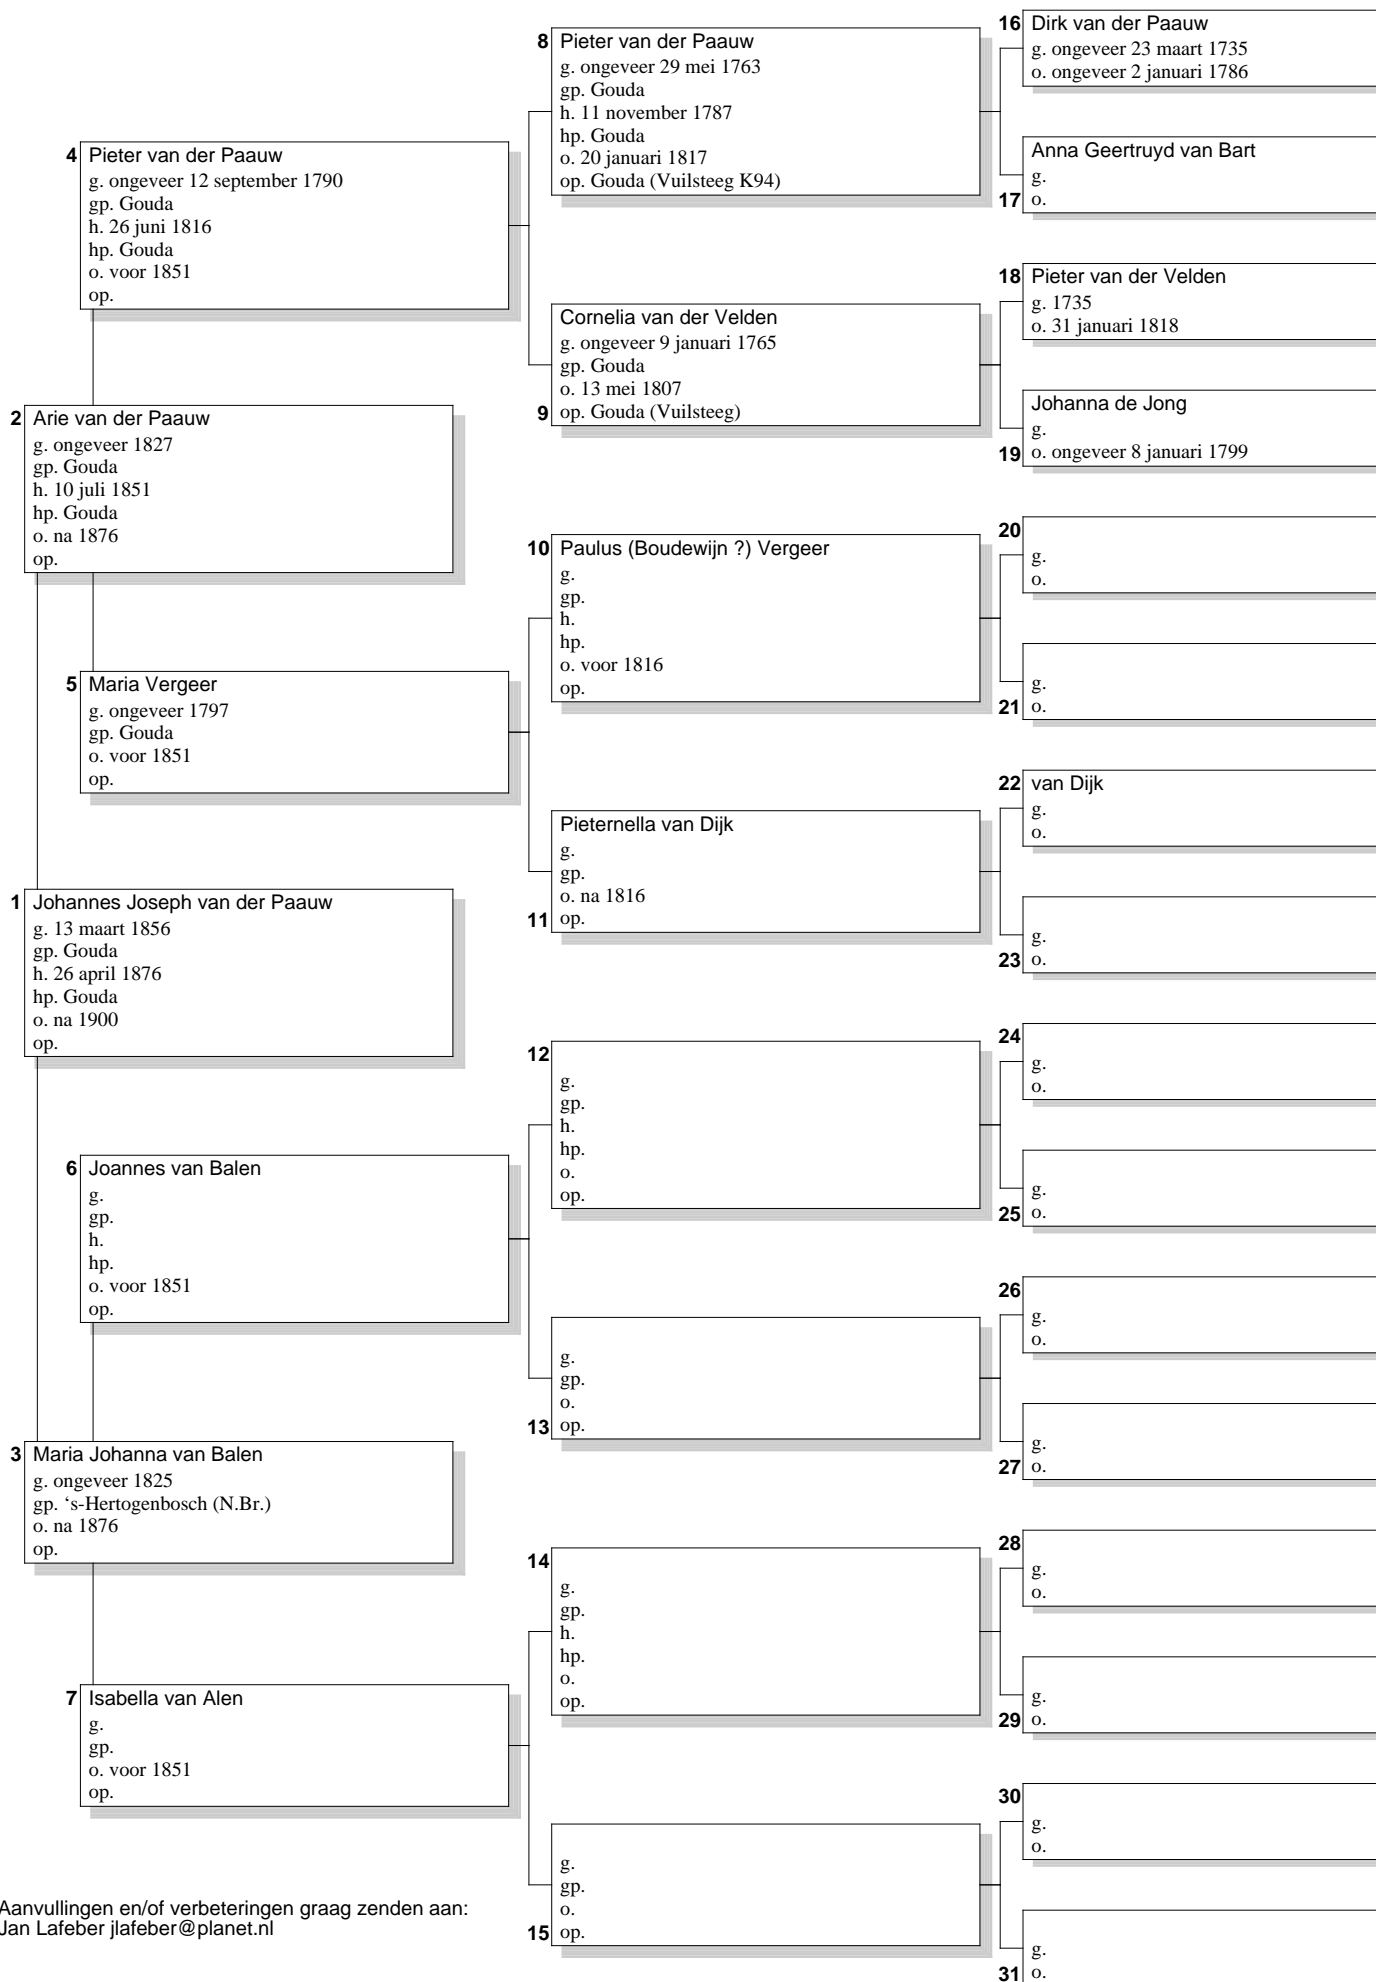 16 Dirk van der Paauw
g. ongeveer 23 maart 1735
o. ongeveer 2 januari 1786
8 Pieter van der Paauw
g. ongeveer 29 mei 1763
gp. Gouda
h. 11 november 1787
hp. Gouda
o. 20 januari 1817
op. Gouda (Vuilsteeg K94)
Anna Geertruyd van Bart
g.
17 o.
4 Pieter van der Paauw
g. ongeveer 12 september 1790
gp. Gouda
h. 26 juni 1816
hp. Gouda
o. voor 1851
op.
18 Pieter van der Velden
g. 1735
o. 31 januari 1818
Cornelia van der Velden
g. ongeveer 9 januari 1765
gp. Gouda
o. 13 mei 1807
9 op. Gouda (Vuilsteeg)
Johanna de Jong
g.
19 o. ongeveer 8 januari 1799
2 Arie van der Paauw
g. ongeveer 1827
gp. Gouda
h. 10 juli 1851
hp. Gouda
o. na 1876
op.
20
g.
o.
10 Paulus (Boudewijn ?) Vergeer
g.
gp.
h.
hp.
o. voor 1816
op.
g.
21 o.
5 Maria Vergeer
g. ongeveer 1797
gp. Gouda
o. voor 1851
op.
22 van Dijk
g.
o.
Pieternella van Dijk
g.
gp.
o. na 1816
11 op.
g.
23 o.
1 Johannes Joseph van der Paauw
g. 13 maart 1856
gp. Gouda
h. 26 april 1876
hp. Gouda
o. na 1900
op.
24
g.
o.
12
g.
gp.
h.
hp.
o.
op.
g.
25 o.
6 Joannes van Balen
g.
gp.
h.
hp.
o. voor 1851
op.
26
g.
o.
g.
gp.
o.
13 op.
g.
27 o.
3 Maria Johanna van Balen
g. ongeveer 1825
gp. ‘s-Hertogenbosch (N.Br.)
o. na 1876
op.
28
g.
o.
14
g.
gp.
h.
hp.
o.
op.
g.
29 o.
7 Isabella van Alen
g.
gp.
o. voor 1851
op.
30
g.
o.
g.
gp.
o.
15 op.
g.
31 o.
Aanvullingen en/of verbeteringen graag zenden aan:
Jan Lafeber jlafeber@planet.nl